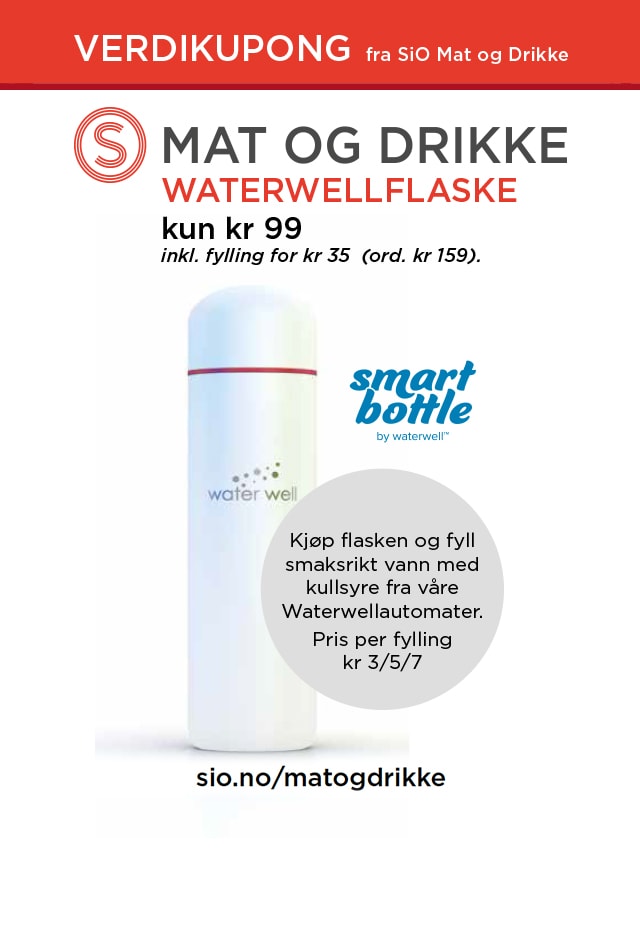 VERDIKUPONG fra SiO Mat og Drikke
S MAT OG DRIKKE
WATERWELLFLASKE
kun kr 99
inkl. fylling for kr 35 (ord. kr 159).
smart
bottle
by waterwell™
water well
Kjøp flasken og fyll
smaksrikt vann med
kullsyre fra våre
Waterwellautomater.
Pris per fylling
kr 3/5/7
sio.no/matogdrikke